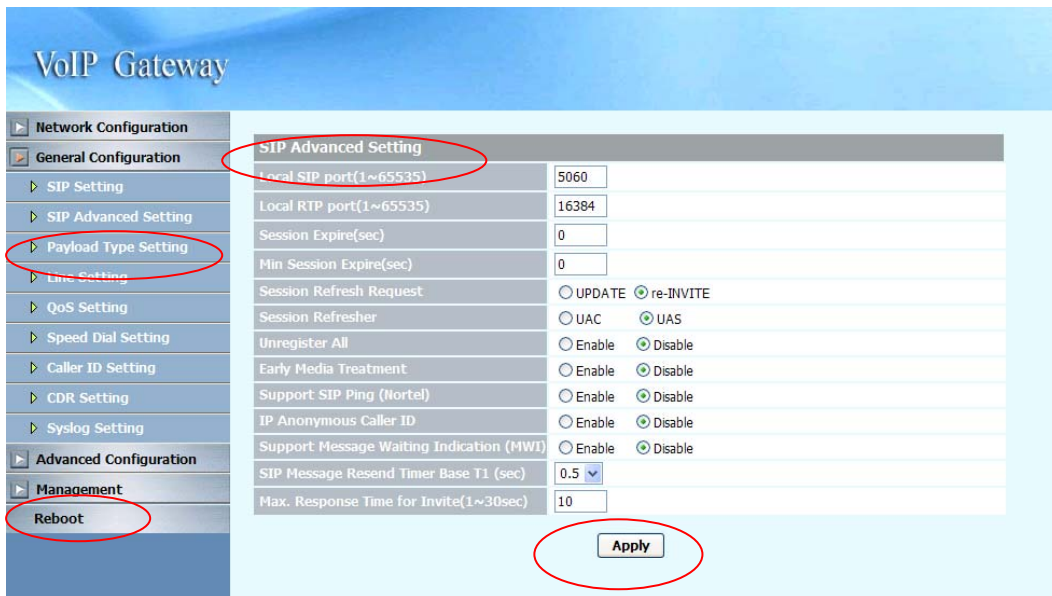 VoIP Gateway
Network Configuration
General Configuration
SIP Setting
SIP Advanced Setting
Payload Type Setting
Line Setting
QoS Setting
Speed Dial Setting
Caller ID Setting
CDR Setting
Syslog Setting
Advanced Configuration
Management
Reboot
SIP Advanced Setting
Local SIP port(1~65535) 5060
Local RTP port(1~65535) 16384
Session Expire(sec) 0
Min Session Expire(sec) 0
Session Refresh Request UPDATE re-INVITE
Session Refresher UAC UAS
Unregister All Enable Disable
Early Media Treatment Enable Disable
Support SIP Ping (Nortel) Enable Disable
IP Anonymous Caller ID Enable Disable
Support Message Waiting Indication (MWI) Enable Disable
SIP Message Resend Timer Base T1 (sec) 0.5
Max. Response Time for Invite(1~30sec) 10
Apply